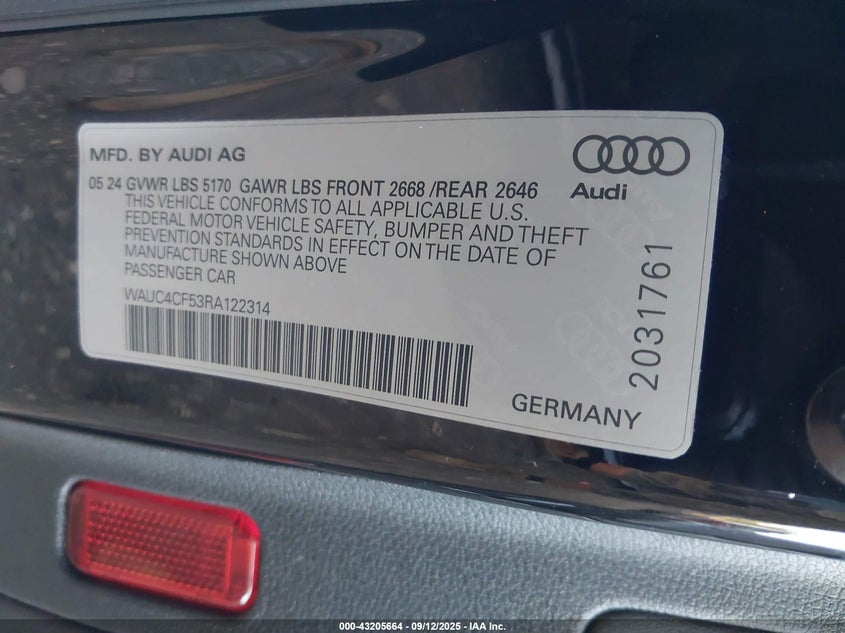 MFD. BY AUDI AG
Audi
05 24 GVWR LBS 5170 GAWR LBS FRONT 2668 /REAR 2646
THIS VEHICLE CONFORMS TO ALL APPLICABLE U.S.
FEDERAL MOTOR VEHICLE SAFETY, BUMPER AND THEFT
PREVENTION STANDARDS IN EFFECT ON THE DATE OF
MANUFACTURE SHOWN ABOVE
PASSENGER CAR
WAUC4CF53RA122314
2031761
GERMANY
000-43205664 - 09/12/2025 - IAA Inc.